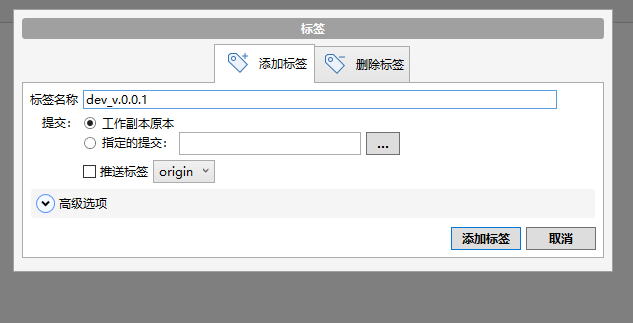 标签
添加标签 删除标签
标签名称 dev_v.0.0.1
提交： 工作副本原本
指定的提交： ...
推送标签 origin
高级选项
添加标签 取消